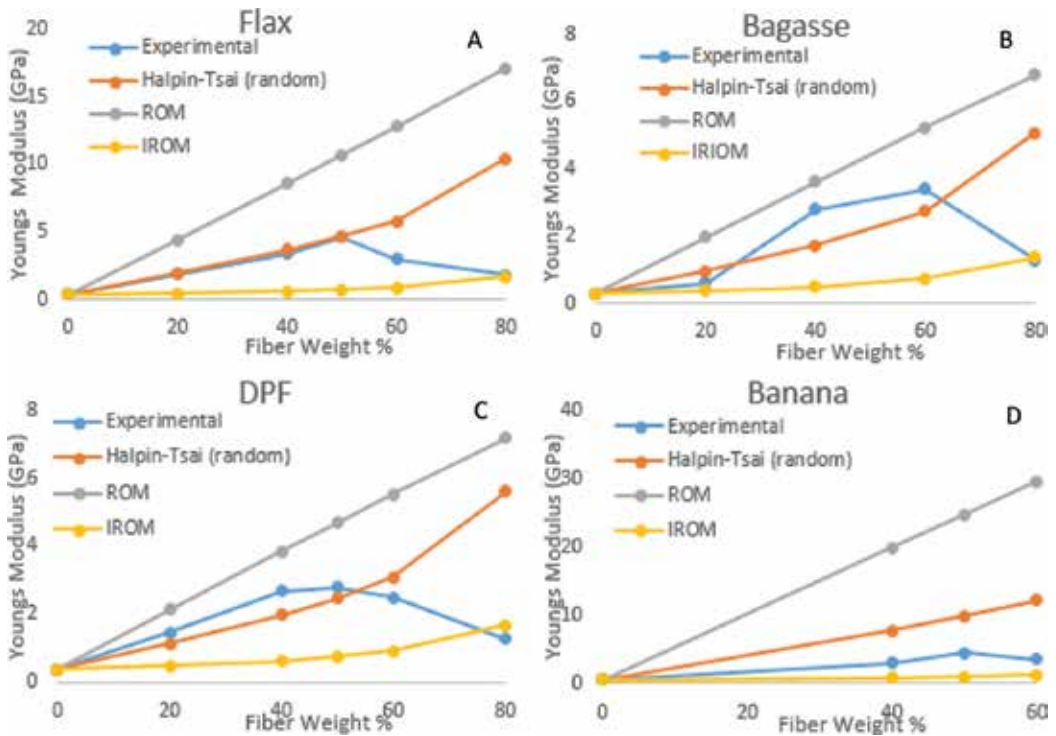 Flax
A
Experimental
Halpin-Tsai (random)
ROM
IROM
Youngs Modulus (GPa)
20
15
10
5
0
0 20 40 60 80
Fiber Weight %
Bagasse
B
Experimental
Halpin-Tsai (random)
ROM
IRIOM
Youngs Modulus (GPa)
8
6
4
2
0
0 20 40 60 80
Fiber Weight %
DPF
C
Experimental
Halpin-Tsai (random)
ROM
IROM
Youngs Modulus (GPa)
8
6
4
2
0
0 20 40 60 80
Fiber Weight %
Banana
D
Experimental
Halpin-Tsai (random)
ROM
IROM
Youngs Modulus (GPa)
40
30
20
10
0
0 20 40 60
Fiber Weight %